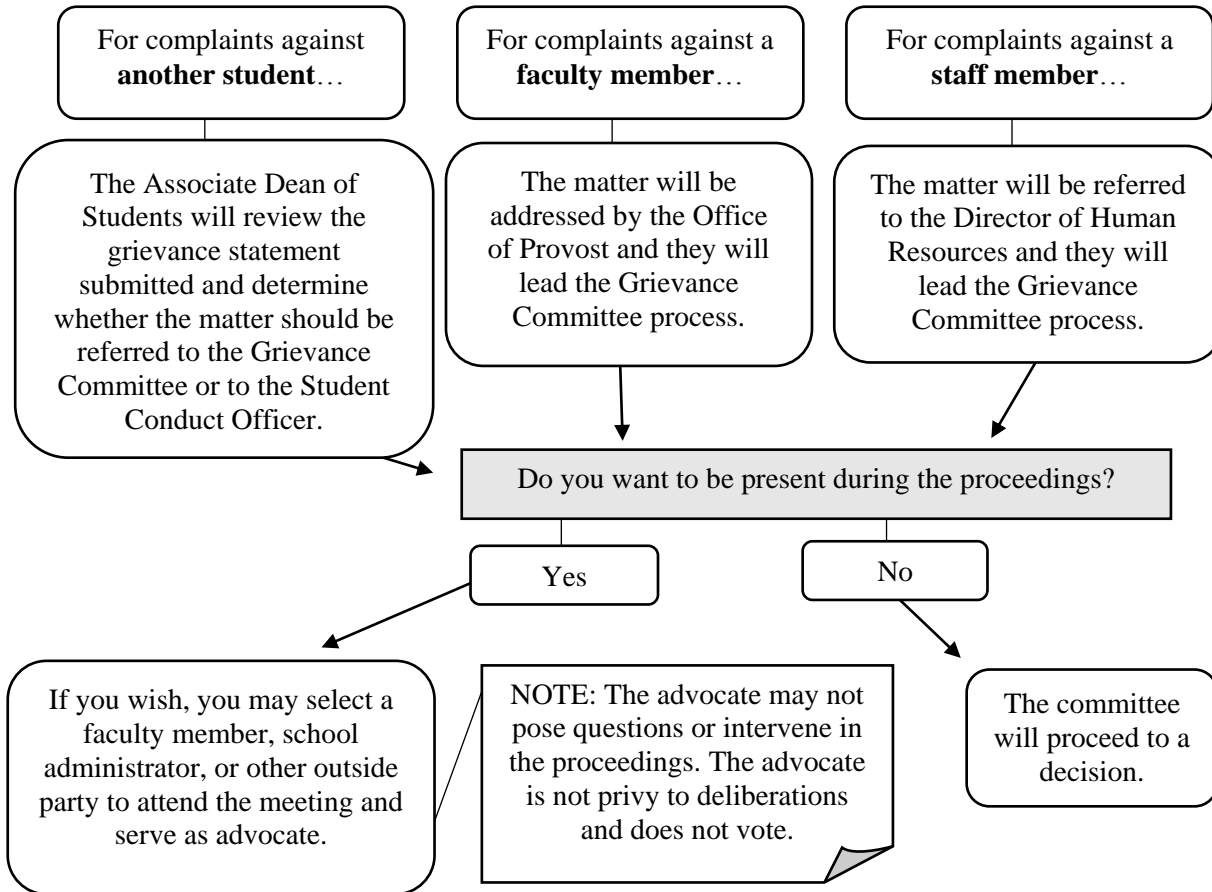 For complaints against
another student…
For complaints against a
faculty member…
For complaints against a
staff member…
The Associate Dean of
Students will review the
grievance statement
submitted and determine
whether the matter should be
referred to the Grievance
Committee or to the Student
Conduct Officer.
The matter will be
addressed by the Office
of Provost and they will
lead the Grievance
Committee process.
The matter will be referred
to the Director of Human
Resources and they will
lead the Grievance
Committee process.
Do you want to be present during the proceedings?
Yes
No
If you wish, you may select a
faculty member, school
administrator, or other outside
party to attend the meeting and
serve as advocate.
NOTE: The advocate may not
pose questions or intervene in
the proceedings. The advocate
is not privy to deliberations
and does not vote.
The committee
will proceed to a
decision.